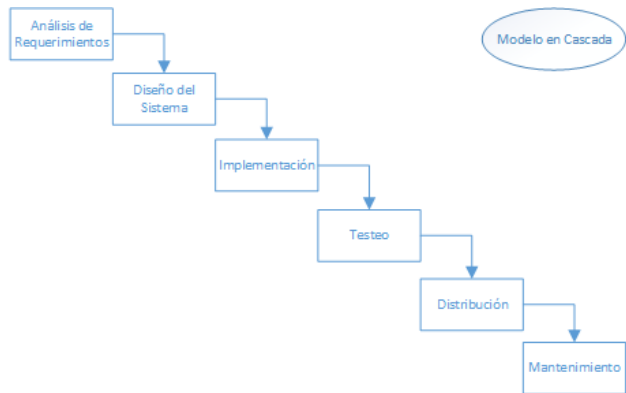 Análisis de
Requerimientos
Modelo en Cascada
Diseño del
Sistema
Implementación
Testeo
Distribución
Mantenimiento